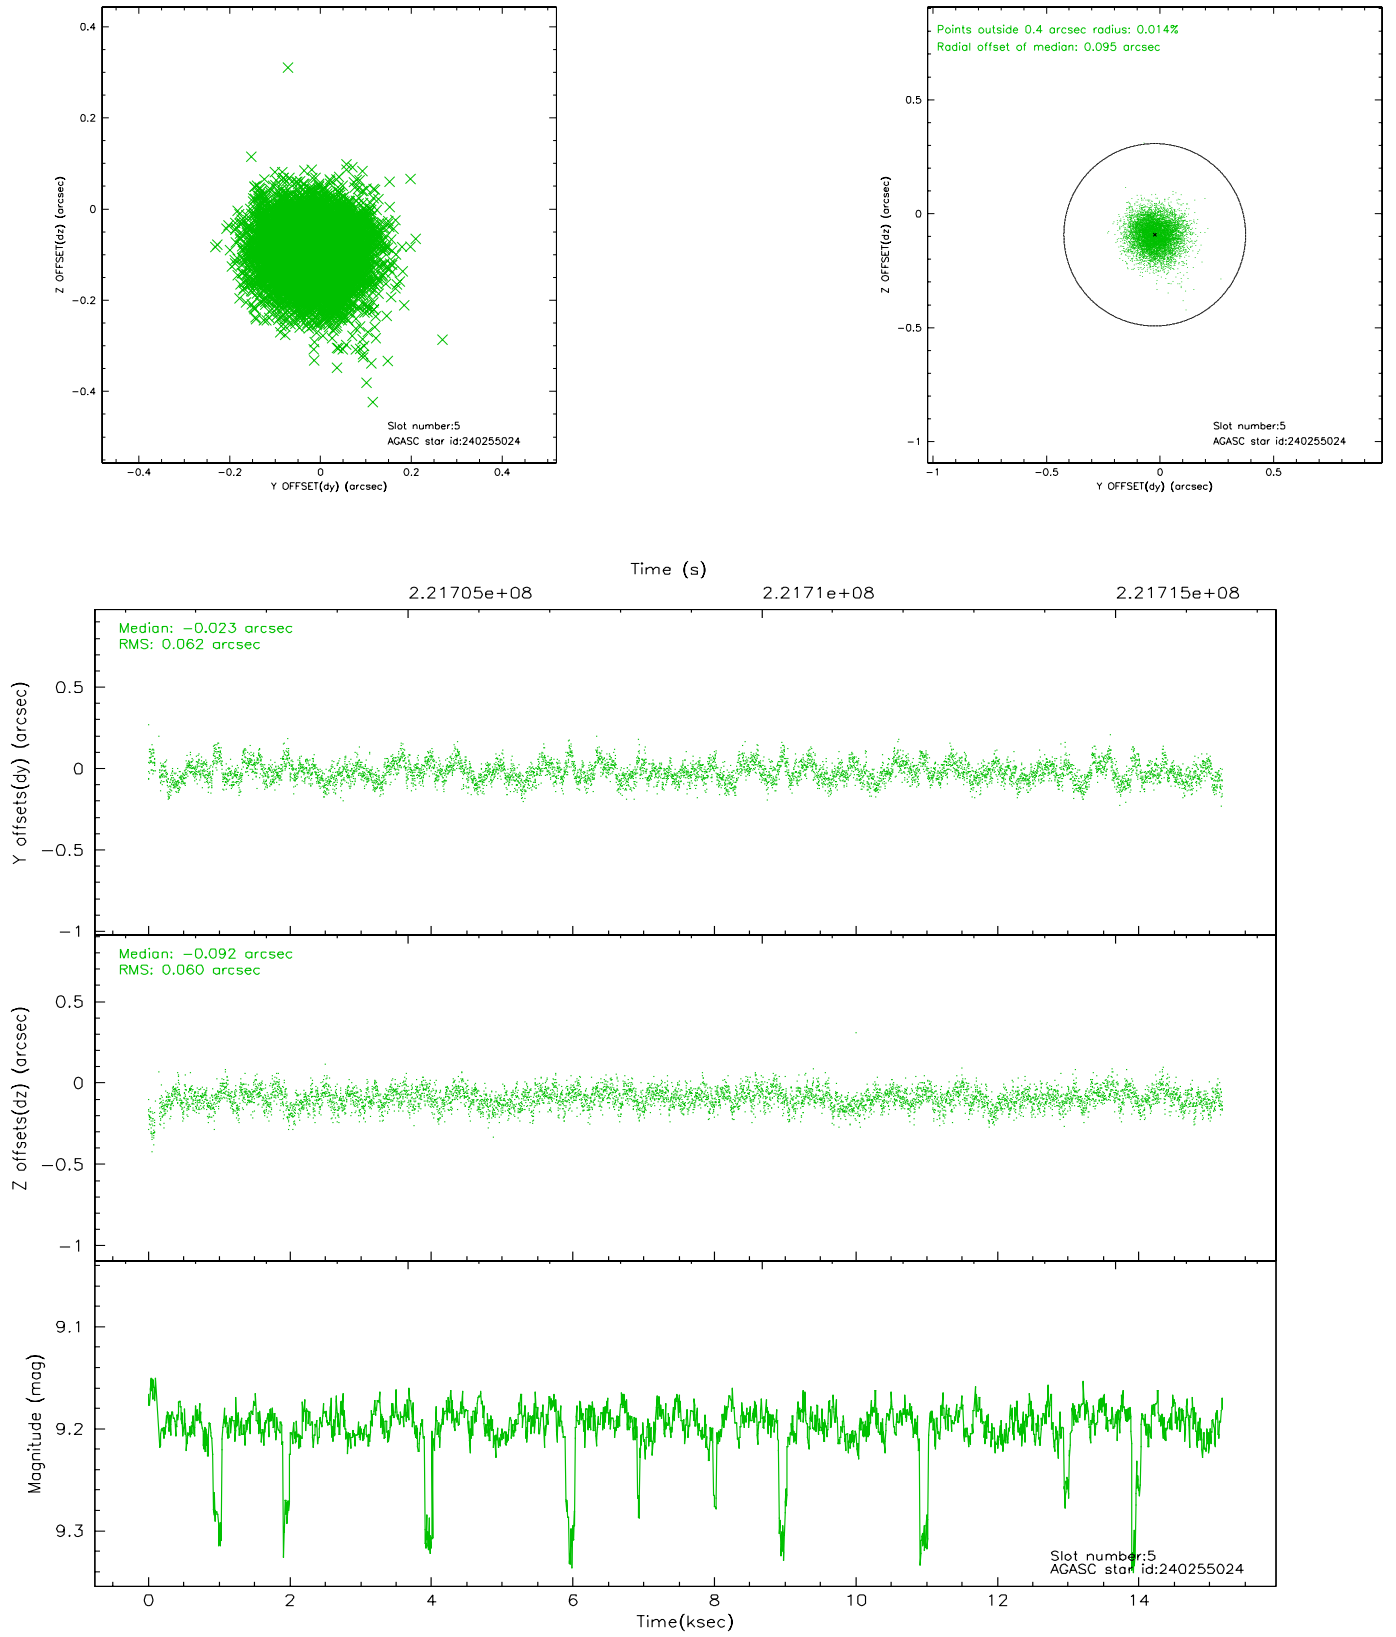 Points outside 0.4 arcsec radius: 0.014%
Radial offset of median: 0.095 arcsec
0.4
0.2
0
−0.2
−0.4
Z OFFSET(dz) (arcsec)
Slot number:5
AGASC star id:240255024
−0.4 −0.2 0 0.2 0.4
Y OFFSET(dy) (arcsec)
0.5
0
−0.5
−1
Z OFFSET(dz) (arcsec)
Slot number:5
AGASC star id:240255024
−1 −0.5 0 0.5
Y OFFSET(dy) (arcsec)
Time (s)
2.21705e+08 2.2171e+08 2.21715e+08
Median: −0.023 arcsec
RMS: 0.062 arcsec
0.5
0
−0.5
−1
Y offsets(dy) (arcsec)
Median: −0.092 arcsec
RMS: 0.060 arcsec
0.5
0
−0.5
−1
Z offsets(dz) (arcsec)
9.1
9.2
9.3
Magnitude (mag)
Slot number:5
AGASC star id:240255024
0 2 4 6 8 10 12 14
Time(ksec)